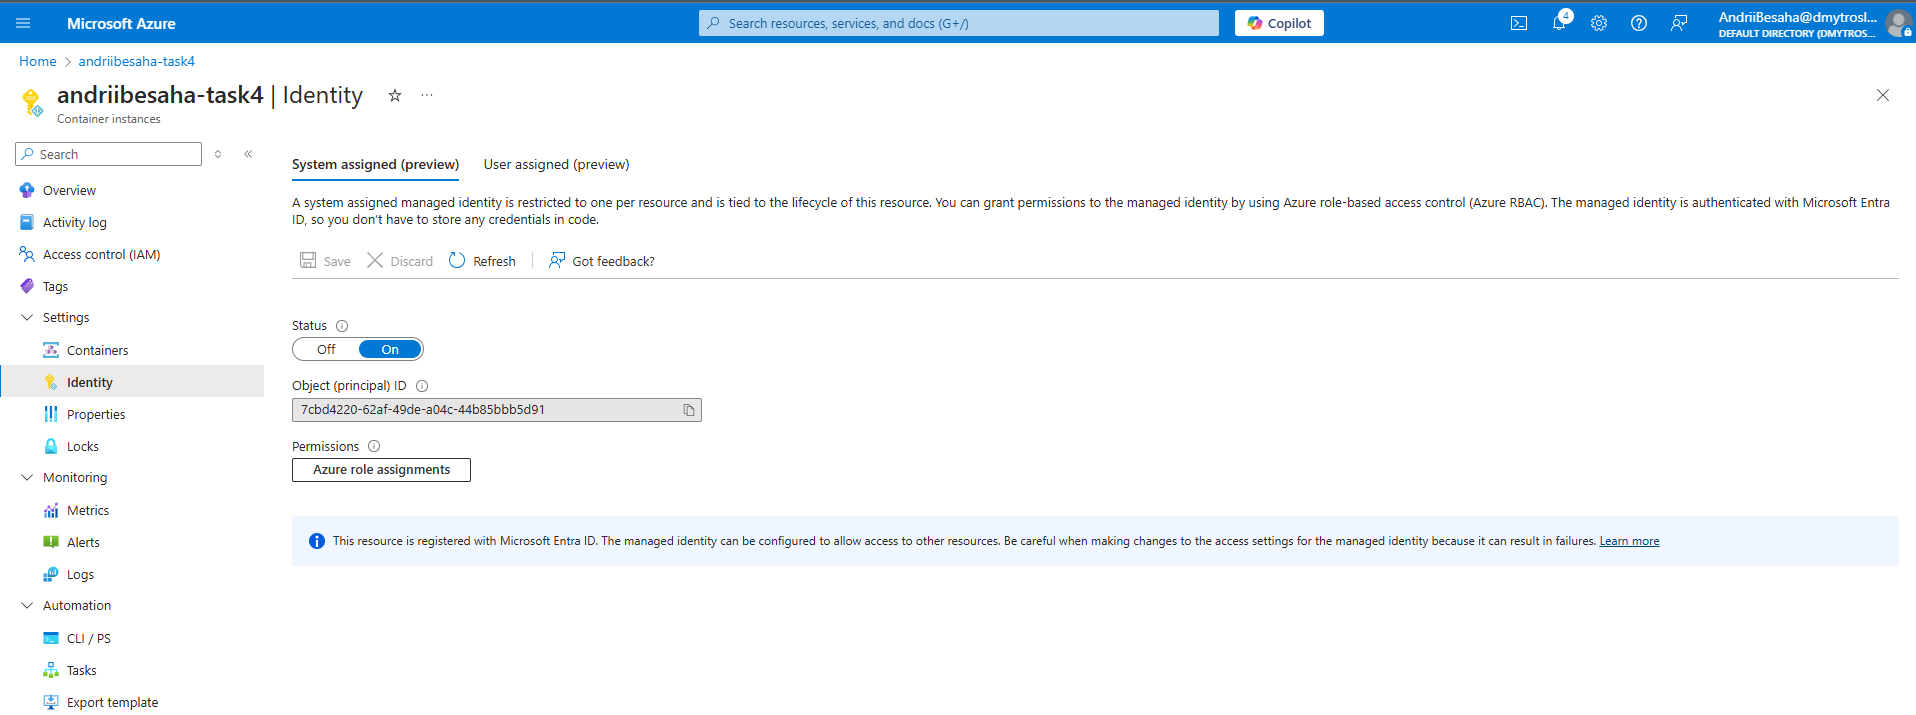 Microsoft Azure
Search resources, services, and docs (G+/)
Copilot
4
AndriiBesaha@dmytrosl...
DEFAULT DIRECTORY (DMYTROS...
Home > andriibesaha-task4
andriibesaha-task4 | Identity
Container instances
Search
Overview
Activity log
Access control (IAM)
Tags
Settings
Containers
Identity
Properties
Locks
Monitoring
Metrics
Alerts
Logs
Automation
CLI / PS
Tasks
Export template
System assigned (preview)
User assigned (preview)
A system assigned managed identity is restricted to one per resource and is tied to the lifecycle of this resource. You can grant permissions to the managed identity by using Azure role-based access control (Azure RBAC). The managed identity is authenticated with Microsoft Entra
ID, so you don't have to store any credentials in code.
Save
Discard
Refresh
Got feedback?
Status
Off
On
Object (principal) ID
7cbd4220-62af-49de-a04c-44b85bbb5d91
Permissions
Azure role assignments
This resource is registered with Microsoft Entra ID. The managed identity can be configured to allow access to other resources. Be careful when making changes to the access settings for the managed identity because it can result in failures. Learn more